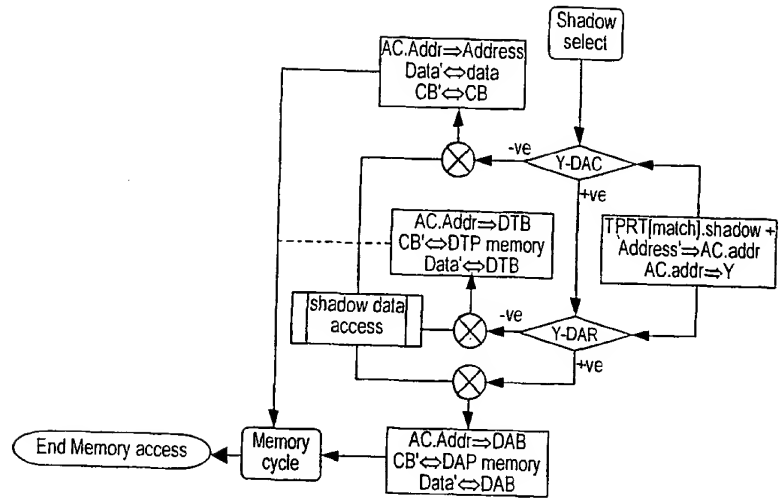 Shadow
select
AC.Addr⇒Address
Data'⇔data
CB'⇔CB
-ve
Y-DAC
+ve
AC.Addr⇒DTB
CB'⇔DTP memory
Data'⇔DTB
TPRT[match].shadow +
Address'⇒AC.addr
AC.addr⇒Y
shadow data
access
-ve
Y-DAR
+ve
End Memory access
Memory
cycle
AC.Addr⇒DAB
CB'⇔DAP memory
Data'⇔DAB